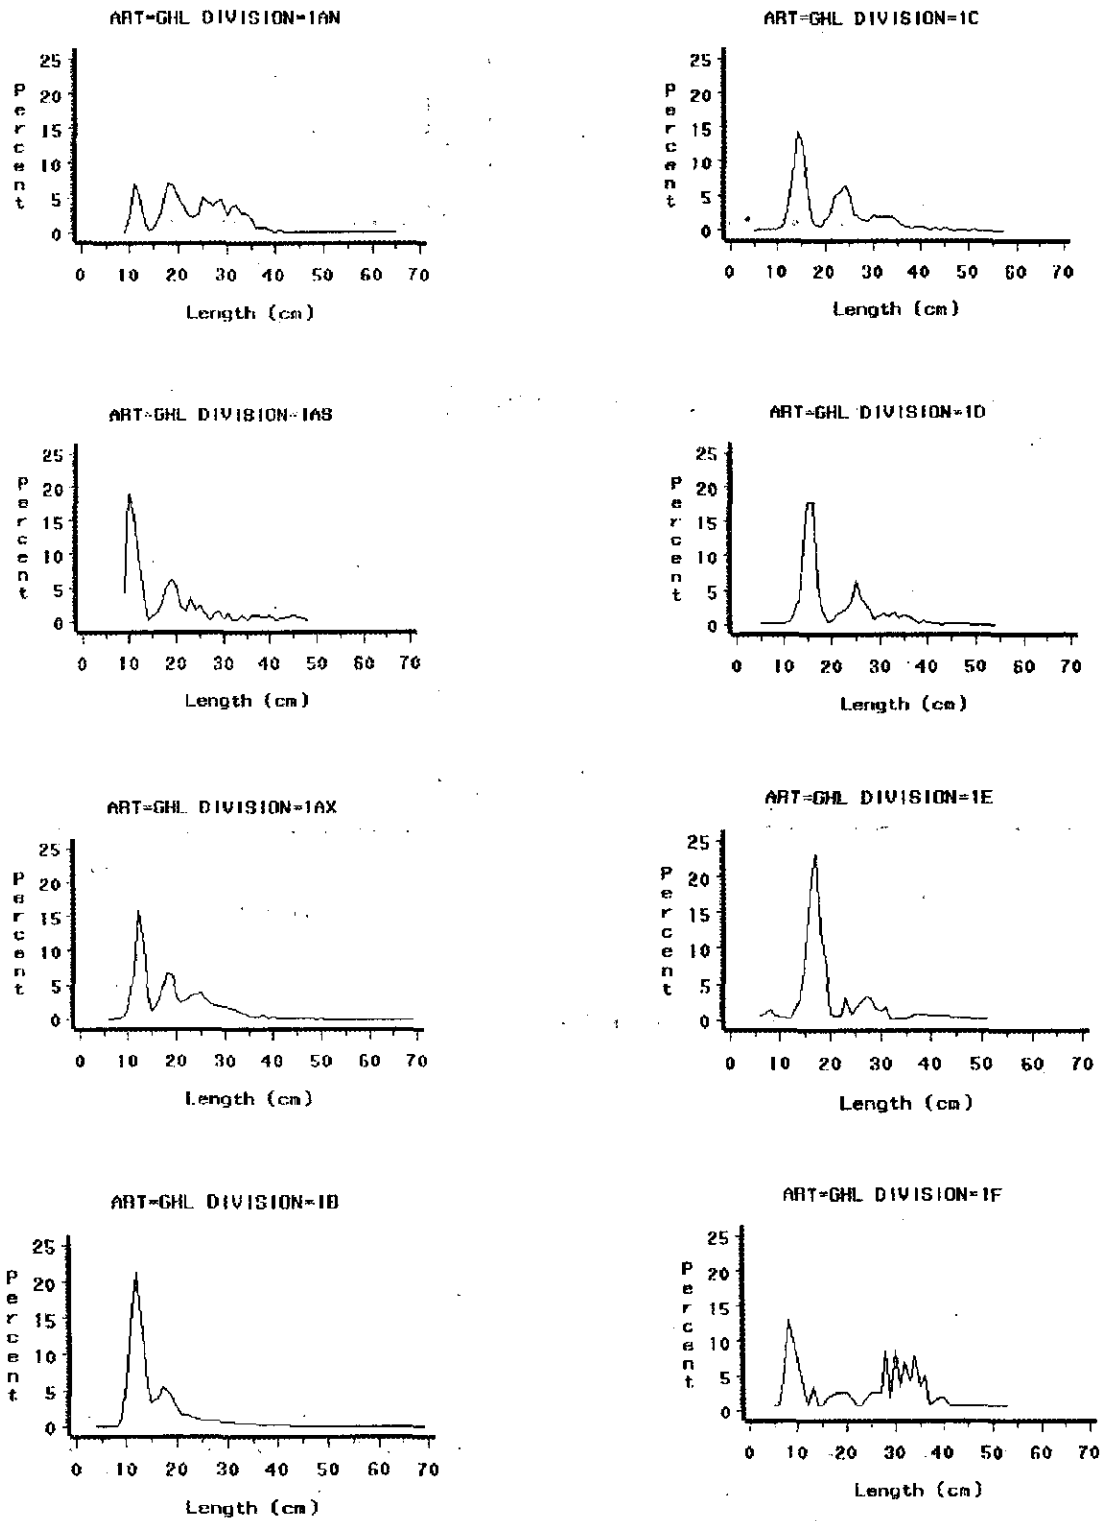 ART=GHL DIVISION=1AN
25
20
15
10
5
0
Percent
0 10 20 30 40 50 60 70
Length (cm)
ART=GHL DIVISION=1AS
25
20
15
10
5
0
Percent
0 10 20 30 40 50 60 70
Length (cm)
ART=GHL DIVISION=1AX
25
20
15
10
5
0
Percent
0 10 20 30 40 50 60 70
Length (cm)
ART=GHL DIVISION=1B
25
20
15
10
5
0
Percent
0 10 20 30 40 50 60 70
Length (cm)
ART=GHL DIVISION=1C
25
20
15
10
5
0
Percent
0 10 20 30 40 50 60 70
Length (cm)
ART=GHL DIVISION=1D
25
20
15
10
5
0
Percent
0 10 20 30 40 50 60 70
Length (cm)
ART=GHL DIVISION=1E
25
20
15
10
5
0
Percent
0 10 20 30 40 50 60 70
Length (cm)
ART=GHL DIVISION=1F
25
20
15
10
5
0
Percent
0 10 20 30 40 50 60 70
Length (cm)